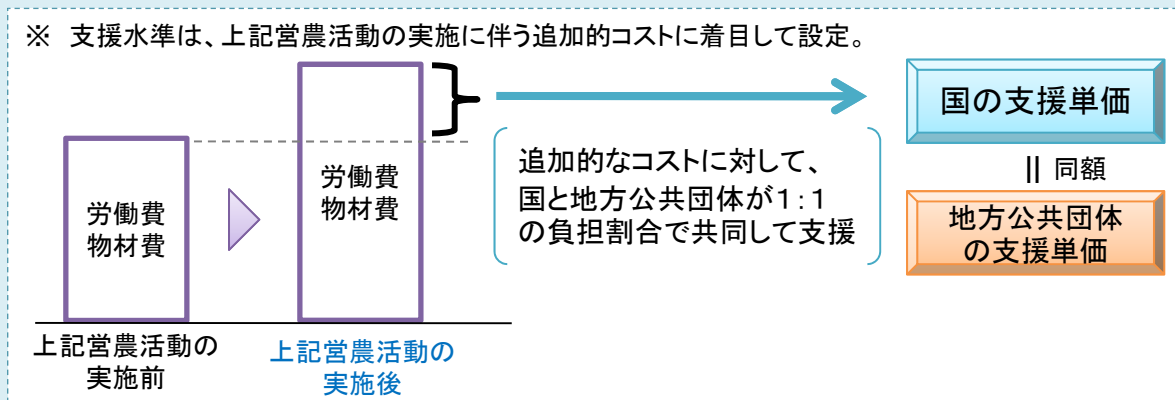 ※ 支援水準は、上記営農活動の実施に伴う追加的コストに着目して設定。
労働費
物材費
労働費
物材費
上記営農活動の
実施前
上記営農活動の
実施後
追加的なコストに対して、
国と地方公共団体が1：1
の負担割合で共同して支援
国の支援単価
|| 同額
地方公共団体
の支援単価